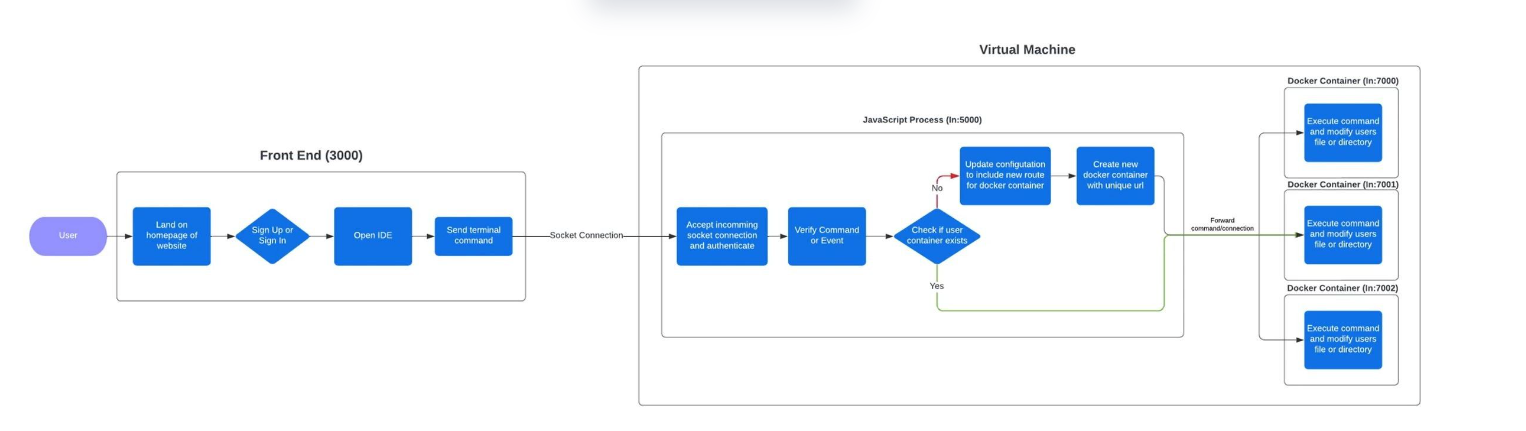 Virtual Machine
Docker Container (In:7000)
Execute command
and modify users
file or directory
JavaScript Process (In:5000)
Front End (3000)
Update configutation
to include new route
for docker container
Create new
docker container
with unique url
No
Docker Container (In:7001)
User
Land on
homepage of
website
Sign Up or
Sign In
Open IDE
Send terminal
command
Socket Connection
Accept incomming
socket connection
and authenticate
Verify Command
or Event
Check if user
container exists
Forward
command/connection
Execute command
and modify users
file or directory
Yes
Docker Container (In:7002)
Execute command
and modify users
file or directory